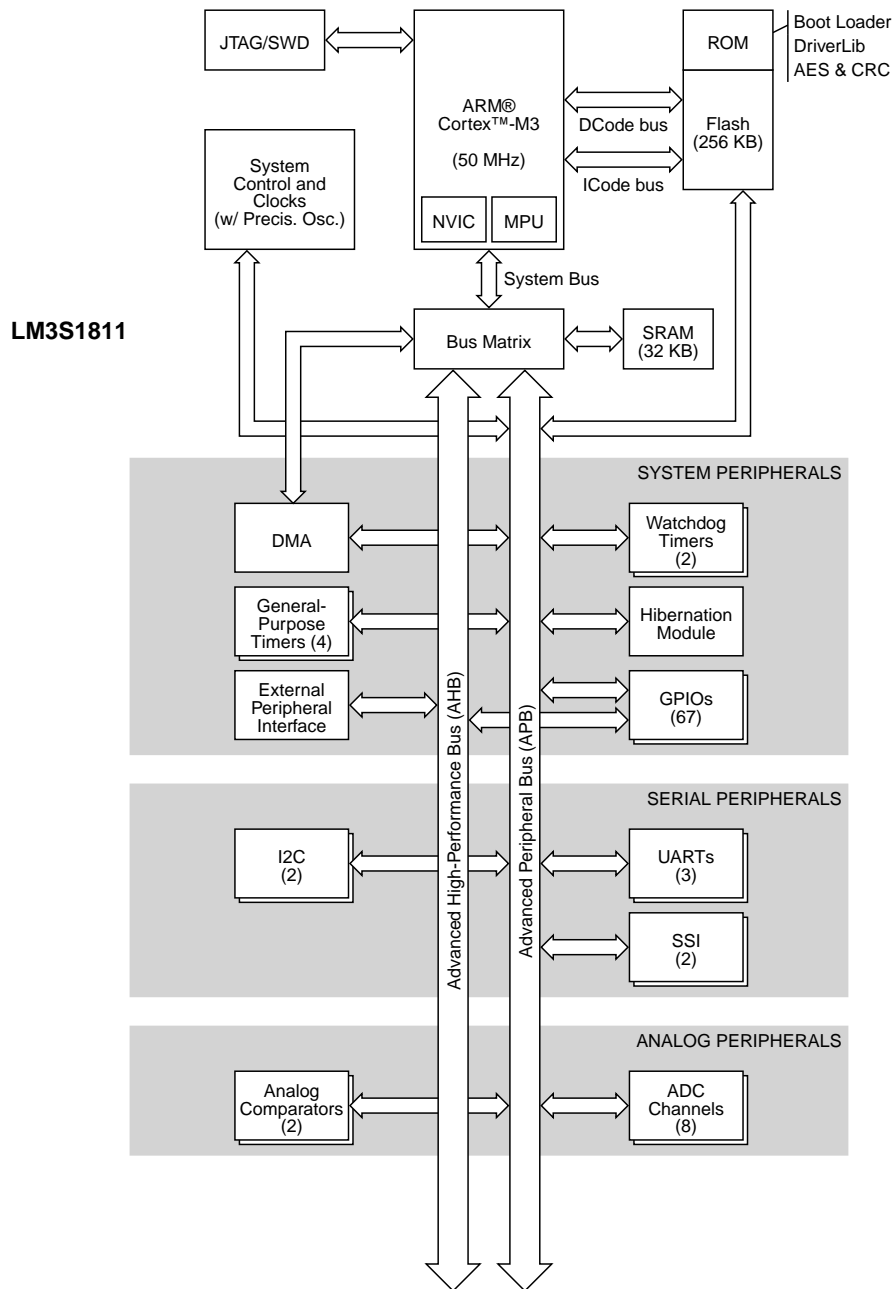 JTAG/SWD
ARM®
Cortex™-M3
(50 MHz)
NVIC
MPU
ROM
Boot Loader
DriverLib
AES & CRC
Flash
(256 KB)
DCode bus
ICode bus
System
Control and
Clocks
(w/ Precis. Osc.)
System Bus
LM3S1811
Bus Matrix
SRAM
(32 KB)
SYSTEM PERIPHERALS
DMA
Watchdog
Timers
(2)
General-
Purpose
Timers (4)
Hibernation
Module
External
Peripheral
Interface
GPIOs
(67)
Advanced High-Performance Bus (AHB)
Advanced Peripheral Bus (APB)
SERIAL PERIPHERALS
I2C
(2)
UARTs
(3)
SSI
(2)
ANALOG PERIPHERALS
Analog
Comparators
(2)
ADC
Channels
(8)